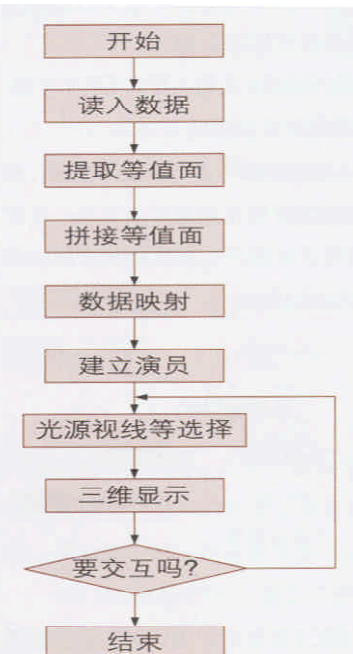 开始
读入数据
提取等值面
拼接等值面
数据映射
建立演员
光源视线等选择
三维显示
要交互吗?
结束